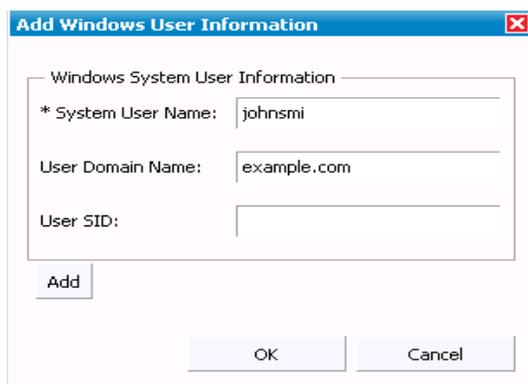 Add Windows User Information
Windows System User Information
* System User Name: johnsmi
User Domain Name: example.com
User SID:
Add
OK Cancel